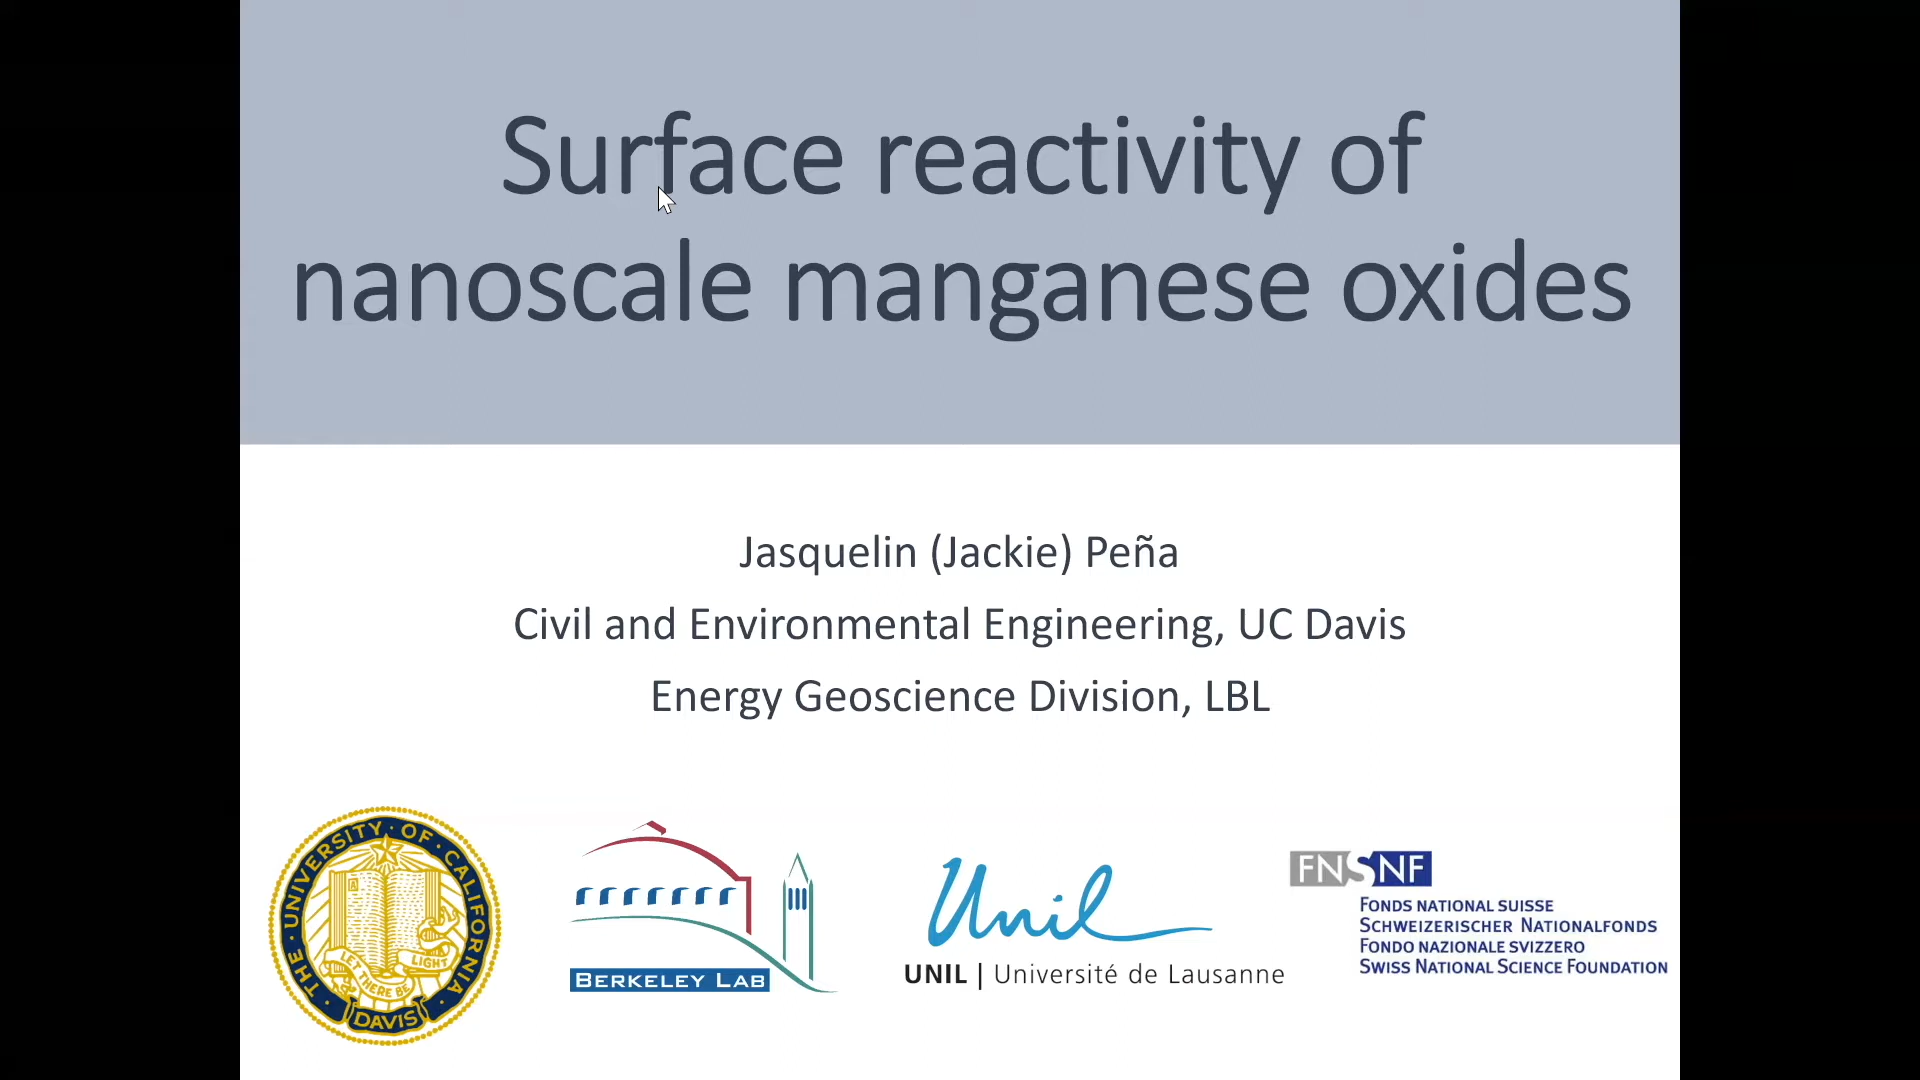 Surface reactivity of
nanoscale manganese oxides
Jasquelin (Jackie) Peña
Civil and Environmental Engineering, UC Davis
Energy Geoscience Division, LBL
THE · UNIVERSITY · OF · CALIFORNIA
A
LET THERE BE LIGHT
DAVIS
BERKELEY LAB
Unil
UNIL | Université de Lausanne
FNSNF
FONDS NATIONAL SUISSE
SCHWEIZERISCHER NATIONALFONDS
FONDO NAZIONALE SVIZZERO
SWISS NATIONAL SCIENCE FOUNDATION